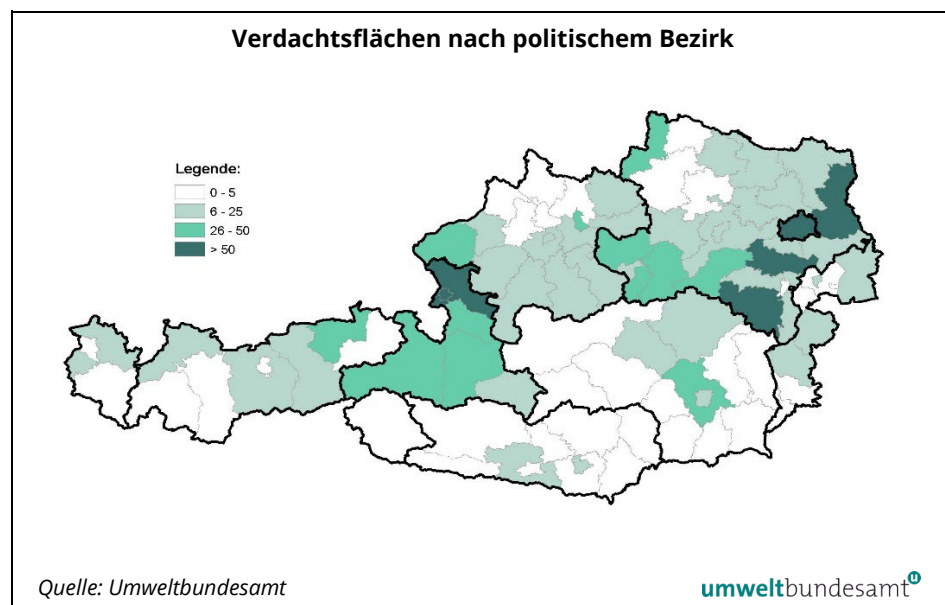 Verdachtsflächen nach politischem Bezirk
Legende:
0 - 5
6 - 25
26 - 50
> 50
Quelle: Umweltbundesamt
umweltbundesamt u